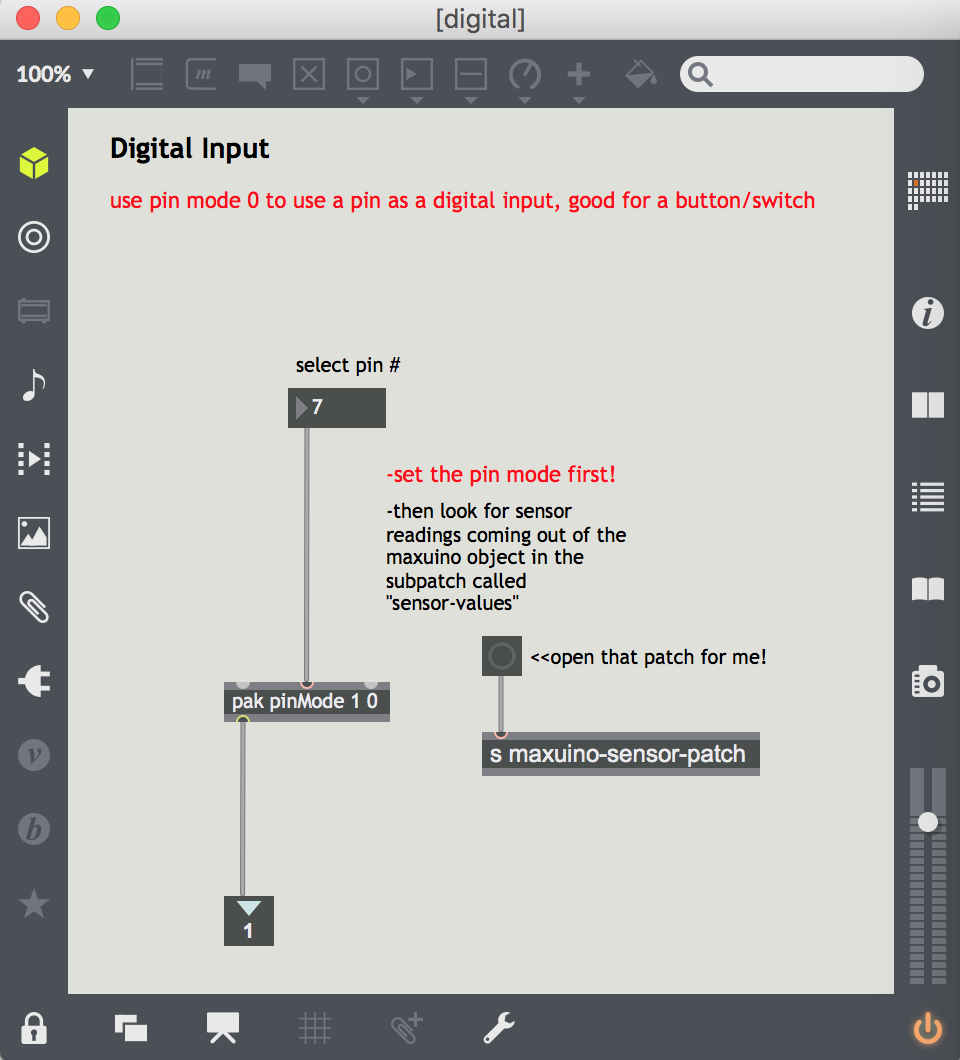 [digital]
100%
m
Digital Input
use pin mode 0 to use a pin as a digital input, good for a button/switch
select pin #
7
-set the pin mode first!
-then look for sensor
readings coming out of the
maxuino object in the
subpatch called
"sensor-values"
<<open that patch for me!
pak pinMode 1 0
s maxuino-sensor-patch
1
i
v
b